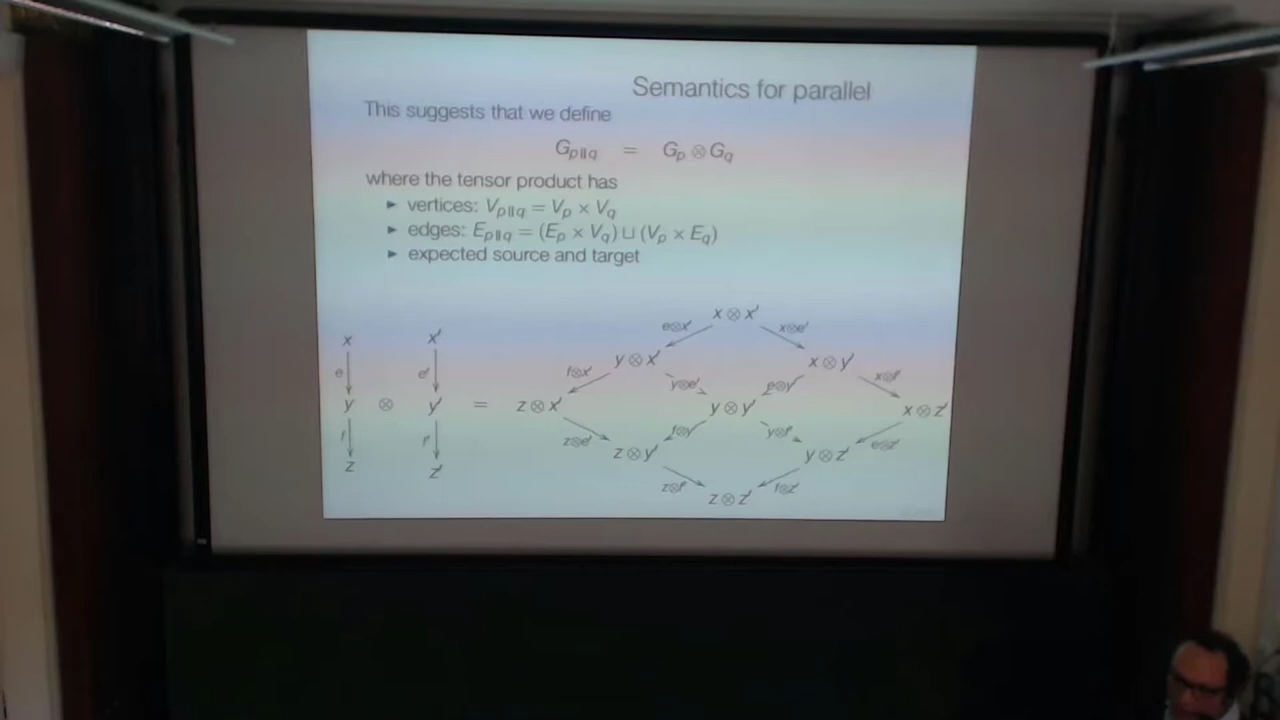 Semantics for parallel
This suggests that we define
G_{p∥q} = G_p ⊗ G_q
where the tensor product has
► vertices: V_{p∥q} = V_p × V_q
► edges: E_{p∥q} = (E_p × V_q) ⊔ (V_p × E_q)
► expected source and target
x ⊗ x′
e⊗x′ x⊗e′
x x′
y ⊗ x′ x ⊗ y′
e e′ f⊗x′ y⊗e′ e⊗y′ x⊗f′
y ⊗ y′ = z ⊗ x′ y ⊗ y′ x ⊗ z′
f f′ z⊗e′ f⊗y′ y⊗f′ e⊗z′
z ⊗ y′ y ⊗ z′
z z′
z⊗f′ f⊗z′
z ⊗ z′